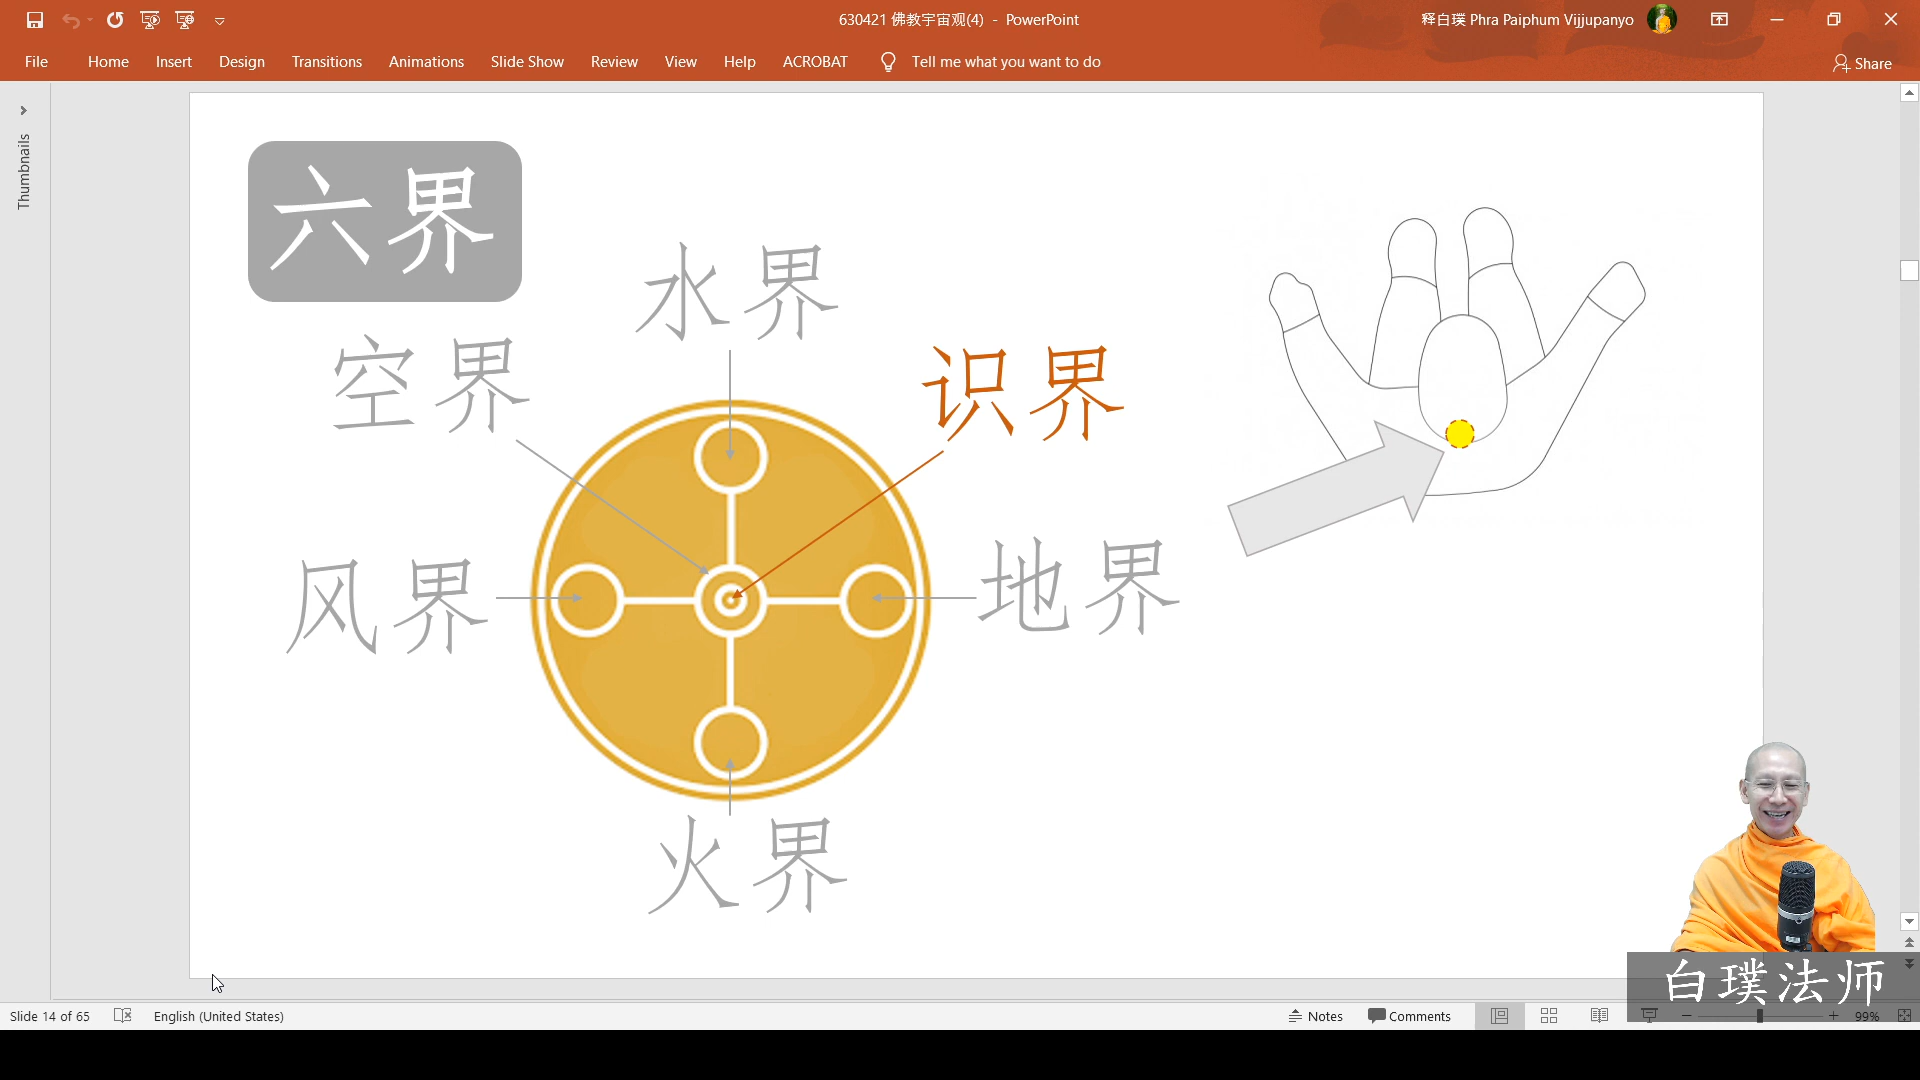 630421 佛教宇宙观(4) - PowerPoint
释白璞 Phra Paiphum Vijjupanyo
File Home Insert Design Transitions Animations Slide Show Review View Help ACROBAT Tell me what you want to do
Share
Thumbnails
六界
水界
空界
识界
风界
地界
火界
白璞法师
Slide 14 of 65 English (United States)
Notes Comments
99%